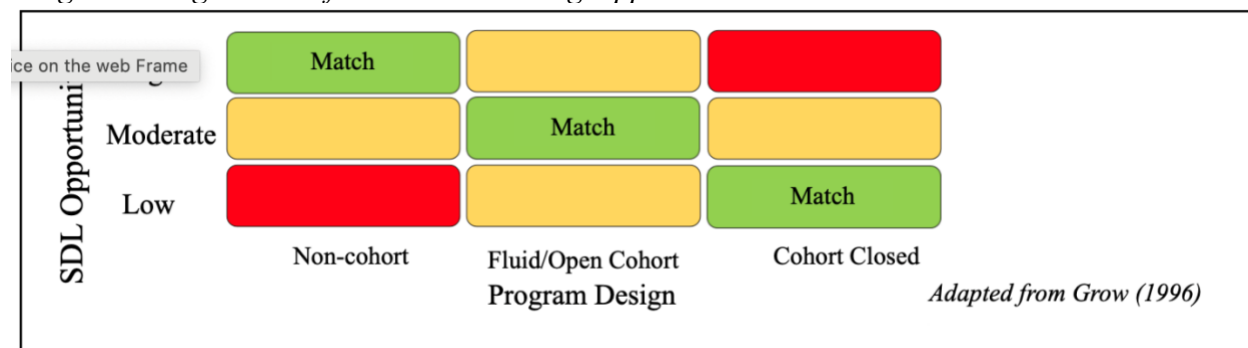 ice on the web Frame
Match
Moderate
Match
Low
Match
SDL
Non-cohort
Fluid/Open Cohort
Cohort Closed
Program Design
Adapted from Grow (1996)